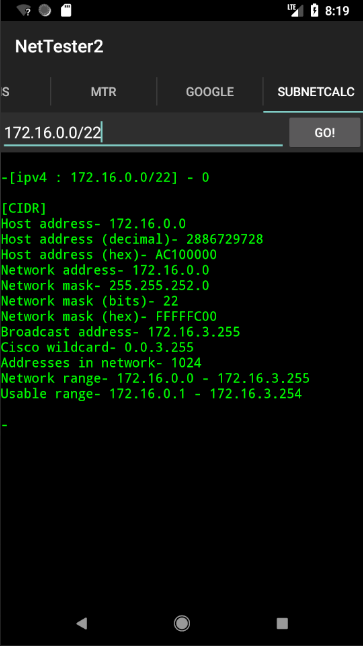 LTE 8:19
NetTester2
S MTR GOOGLE SUBNETCALC
172.16.0.0/22 GO!
-[ipv4 : 172.16.0.0/22] - 0
[CIDR]
Host address- 172.16.0.0
Host address (decimal)- 2886729728
Host address (hex)- AC100000
Network address- 172.16.0.0
Network mask- 255.255.252.0
Network mask (bits)- 22
Network mask (hex)- FFFFFC00
Broadcast address- 172.16.3.255
Cisco wildcard- 0.0.3.255
Addresses in network- 1024
Network range- 172.16.0.0 - 172.16.3.255
Usable range- 172.16.0.1 - 172.16.3.254
-